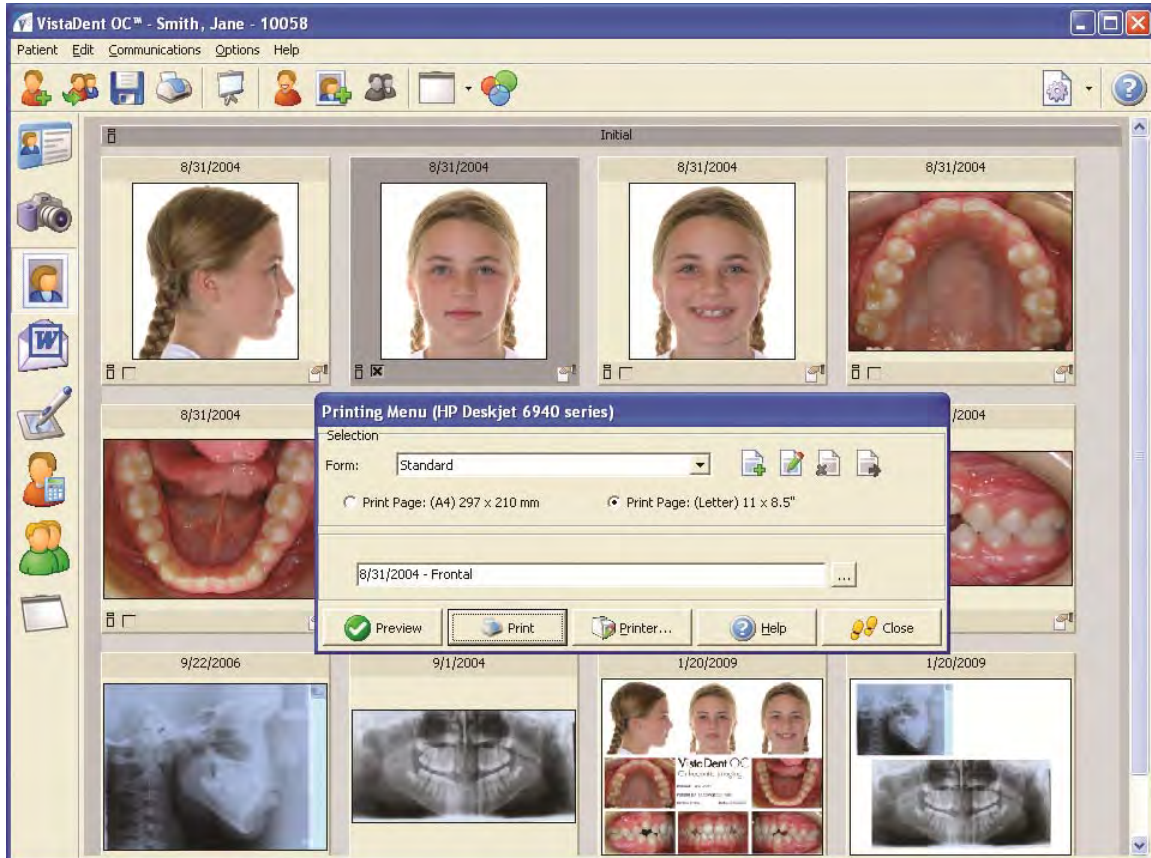 VistaDent OC™ - Smith, Jane - 10058
Patient Edit Communications Options Help
Initial
8/31/2004 8/31/2004 8/31/2004 8/31/2004
8/31/2004 /2004
Printing Menu (HP Deskjet 6940 series)
Selection
Form: Standard
Print Page: (A4) 297 x 210 mm Print Page: (Letter) 11 x 8.5"
8/31/2004 - Frontal ...
Preview Print Printer... Help Close
9/22/2006 9/1/2004 1/20/2009 1/20/2009
VistaDent OC
Orthodontic Imaging